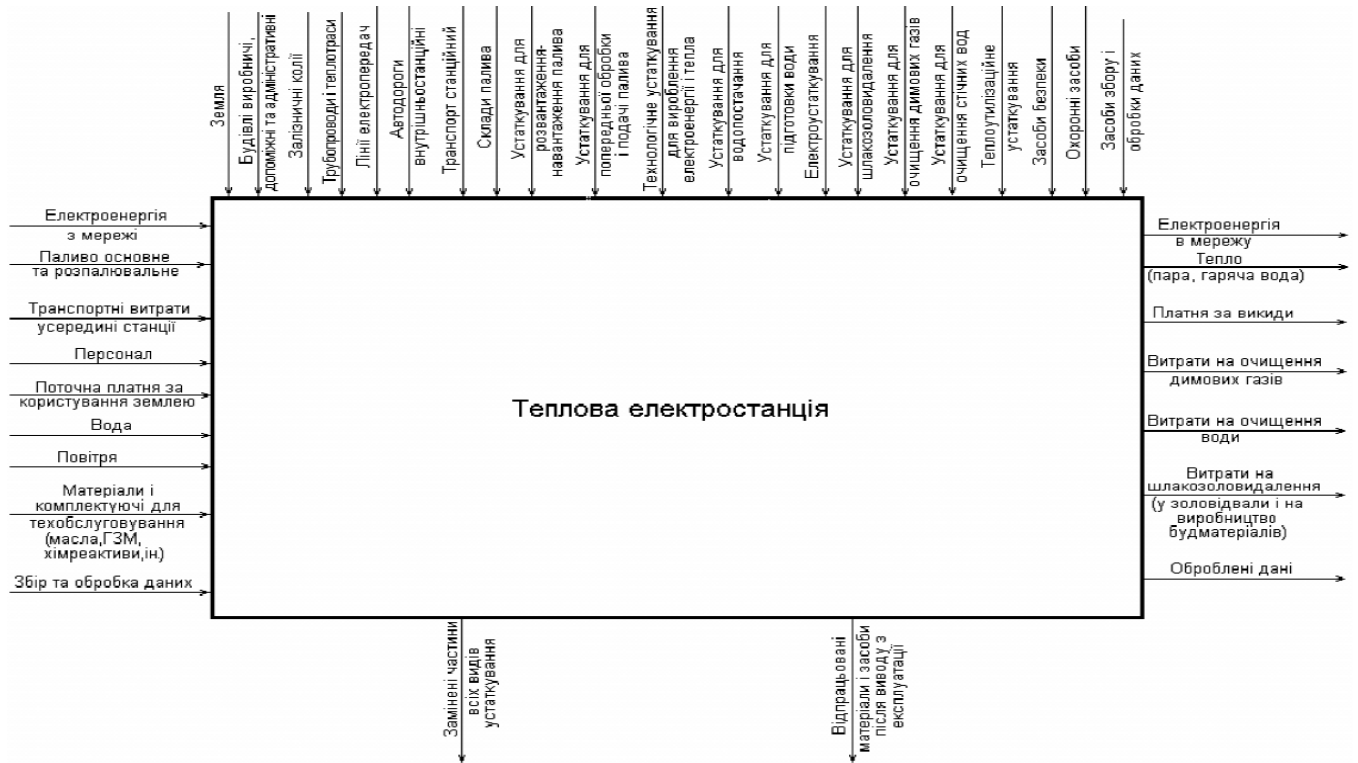 Земля
Будівлі виробничі,
допоміжні та адміністративні
Залізничні колії
Трубопроводи і теплотраси
Лінії електропередач
Автодороги
внутрішньостанційні
Транспорт станційний
Склади палива
Устаткування для
розвантаження-
навантаження палива
Устаткування для
попередньої обробки
і подачі палива
Технологічне устаткування
для вироблення
електроенергії і тепла
Устаткування для
водопостачання
Устаткування для
підготовки води
Електроустаткування
Устаткування для
шлакозоловидалення
Устаткування для
очищення димових газів
Устаткування для
очищення стічних вод
Теплоутилізаційне
устаткування
Засоби безпеки
Охоронні засоби
Засоби збору і
обробки даних
Електроенергія
з мережі
Паливо основне
та розпалювальне
Транспортні витрати
усередині станції
Персонал
Поточна платня за
користування землею
Вода
Повітря
Матеріали і
комплектуючі для
техобслуговування
(масла,ГЗМ,
хімреактиви,ін.)
Збір та обробка даних
Теплова електростанція
Електроенергія
в мережу
Тепло
(пара, гаряча вода)
Платня за викиди
Витрати на очищення
димових газів
Витрати на очищення
води
Витрати на
шлакозоловидалення
(у золовідвали і на
виробництво
будматеріалів)
Оброблені дані
Замінені частини
всіх видів
устаткування
Відпрацьовані
матеріали і засоби
після виводу з
експлуатації